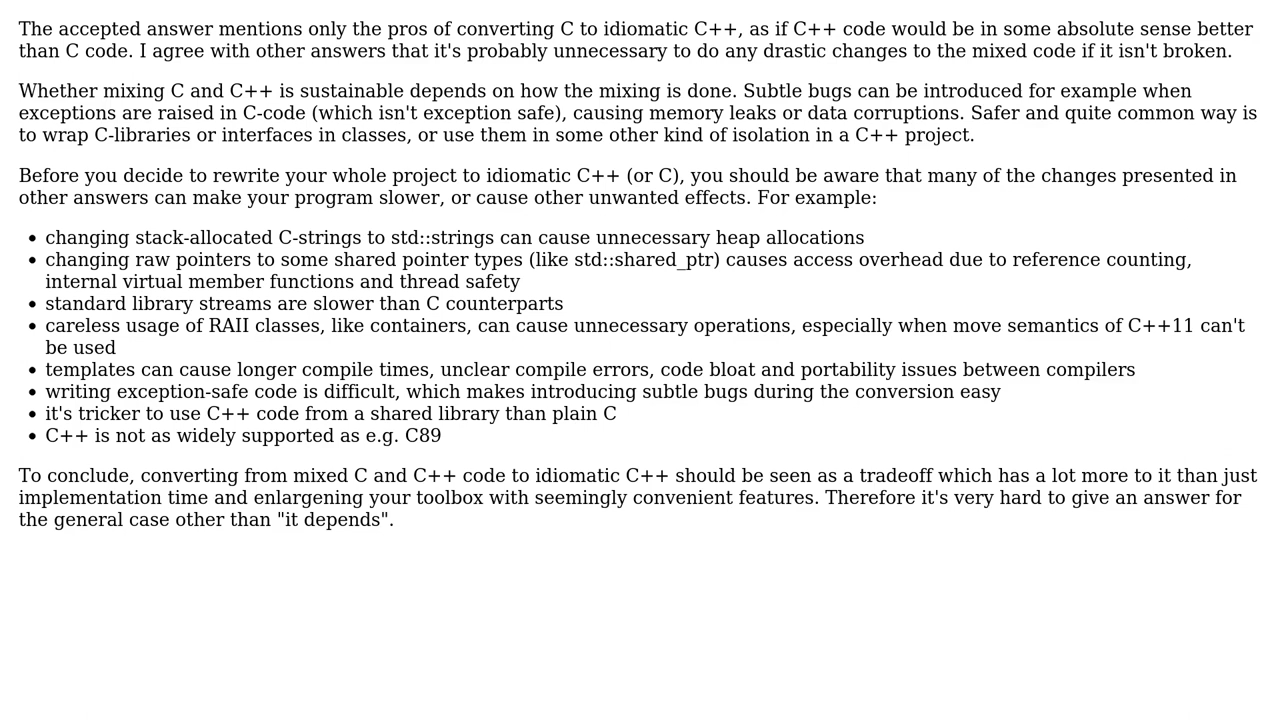 The accepted answer mentions only the pros of converting C to idiomatic C++, as if C++ code would be in some absolute sense better
than C code. I agree with other answers that it's probably unnecessary to do any drastic changes to the mixed code if it isn't broken.
Whether mixing C and C++ is sustainable depends on how the mixing is done. Subtle bugs can be introduced for example when
exceptions are raised in C-code (which isn't exception safe), causing memory leaks or data corruptions. Safer and quite common way is
to wrap C-libraries or interfaces in classes, or use them in some other kind of isolation in a C++ project.
Before you decide to rewrite your whole project to idiomatic C++ (or C), you should be aware that many of the changes presented in
other answers can make your program slower, or cause other unwanted effects. For example:
• changing stack-allocated C-strings to std::strings can cause unnecessary heap allocations
• changing raw pointers to some shared pointer types (like std::shared_ptr) causes access overhead due to reference counting,
internal virtual member functions and thread safety
• standard library streams are slower than C counterparts
• careless usage of RAII classes, like containers, can cause unnecessary operations, especially when move semantics of C++11 can't
be used
• templates can cause longer compile times, unclear compile errors, code bloat and portability issues between compilers
• writing exception-safe code is difficult, which makes introducing subtle bugs during the conversion easy
• it's tricker to use C++ code from a shared library than plain C
• C++ is not as widely supported as e.g. C89
To conclude, converting from mixed C and C++ code to idiomatic C++ should be seen as a tradeoff which has a lot more to it than just
implementation time and enlargening your toolbox with seemingly convenient features. Therefore it's very hard to give an answer for
the general case other than "it depends".